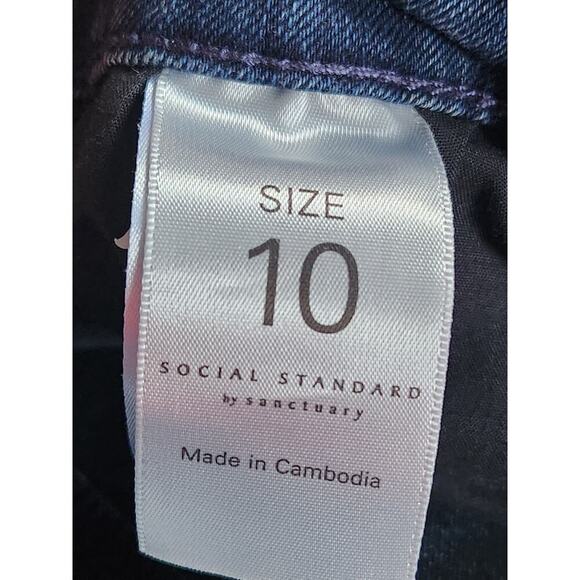 SIZE
10
SOCIAL STANDARD
by sanctuary
Made in Cambodia